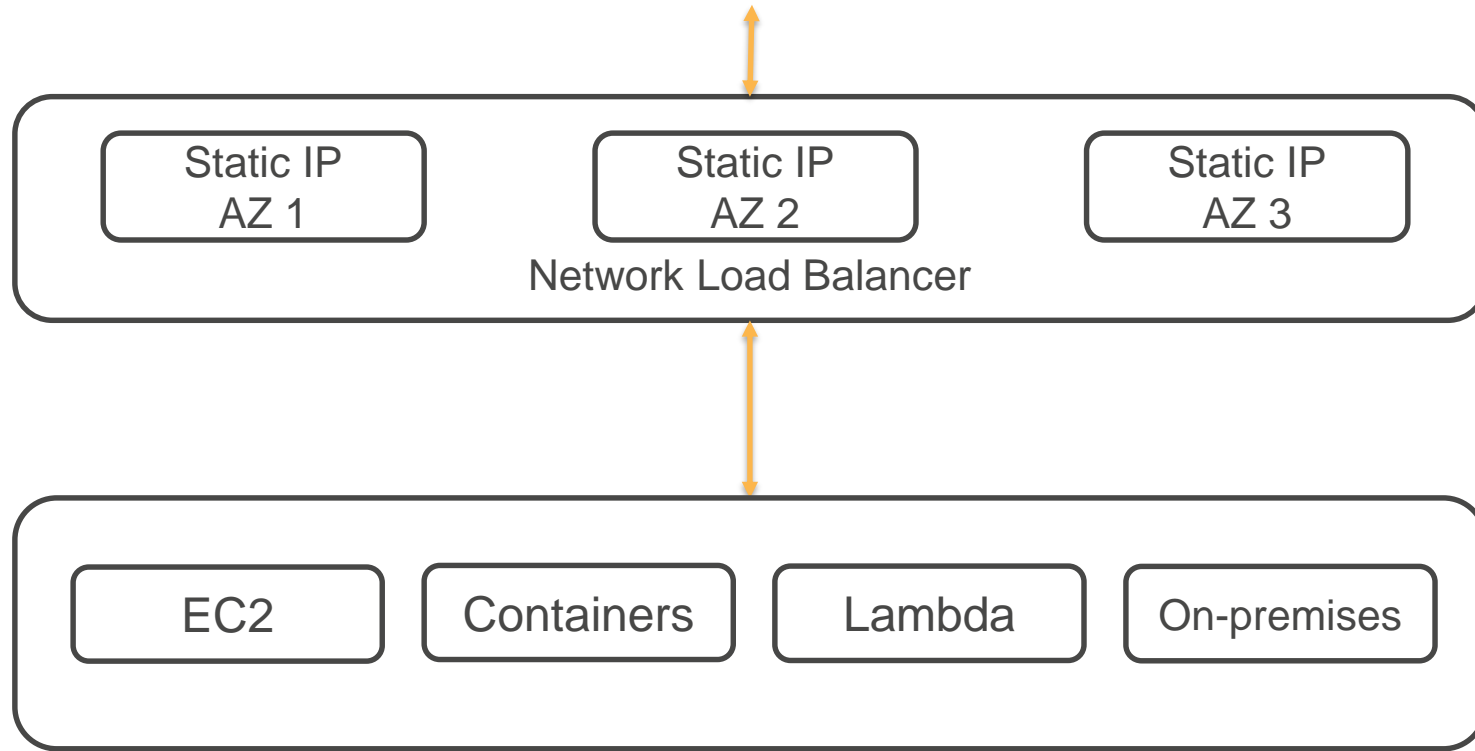 Static IP
AZ 1
Static IP
AZ 2
Static IP
AZ 3
Network Load Balancer
EC2
Containers
Lambda
On-premises